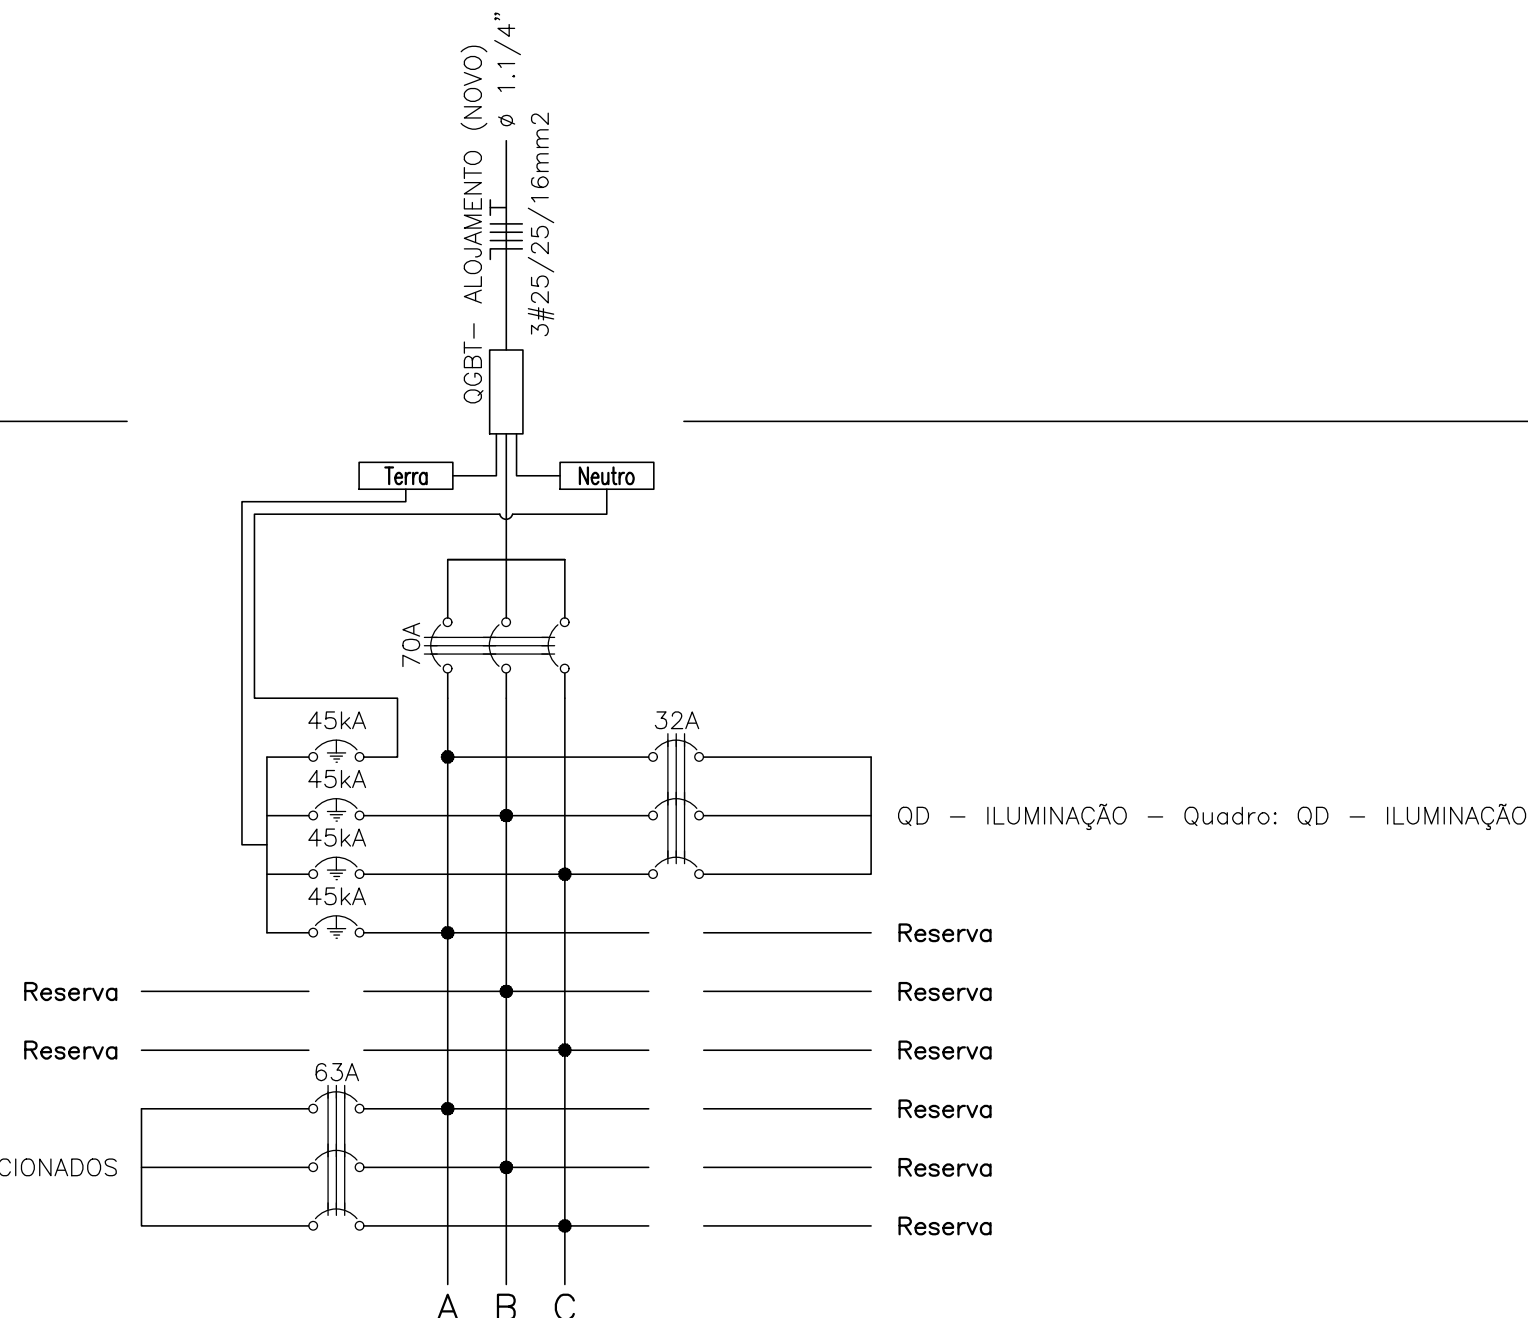 QGBT- ALOJAMENTO (NOVO)
ø 1.1/4"
3#25/25/16mm2
T
Terra
Neutro
70A
45kA
32A
45kA
QD - ILUMINAÇÃO - Quadro: QD - ILUMINAÇÃO
45kA
45kA
Reserva
Reserva
Reserva
Reserva
Reserva
63A
Reserva
CIONADOS
Reserva
Reserva
A B C